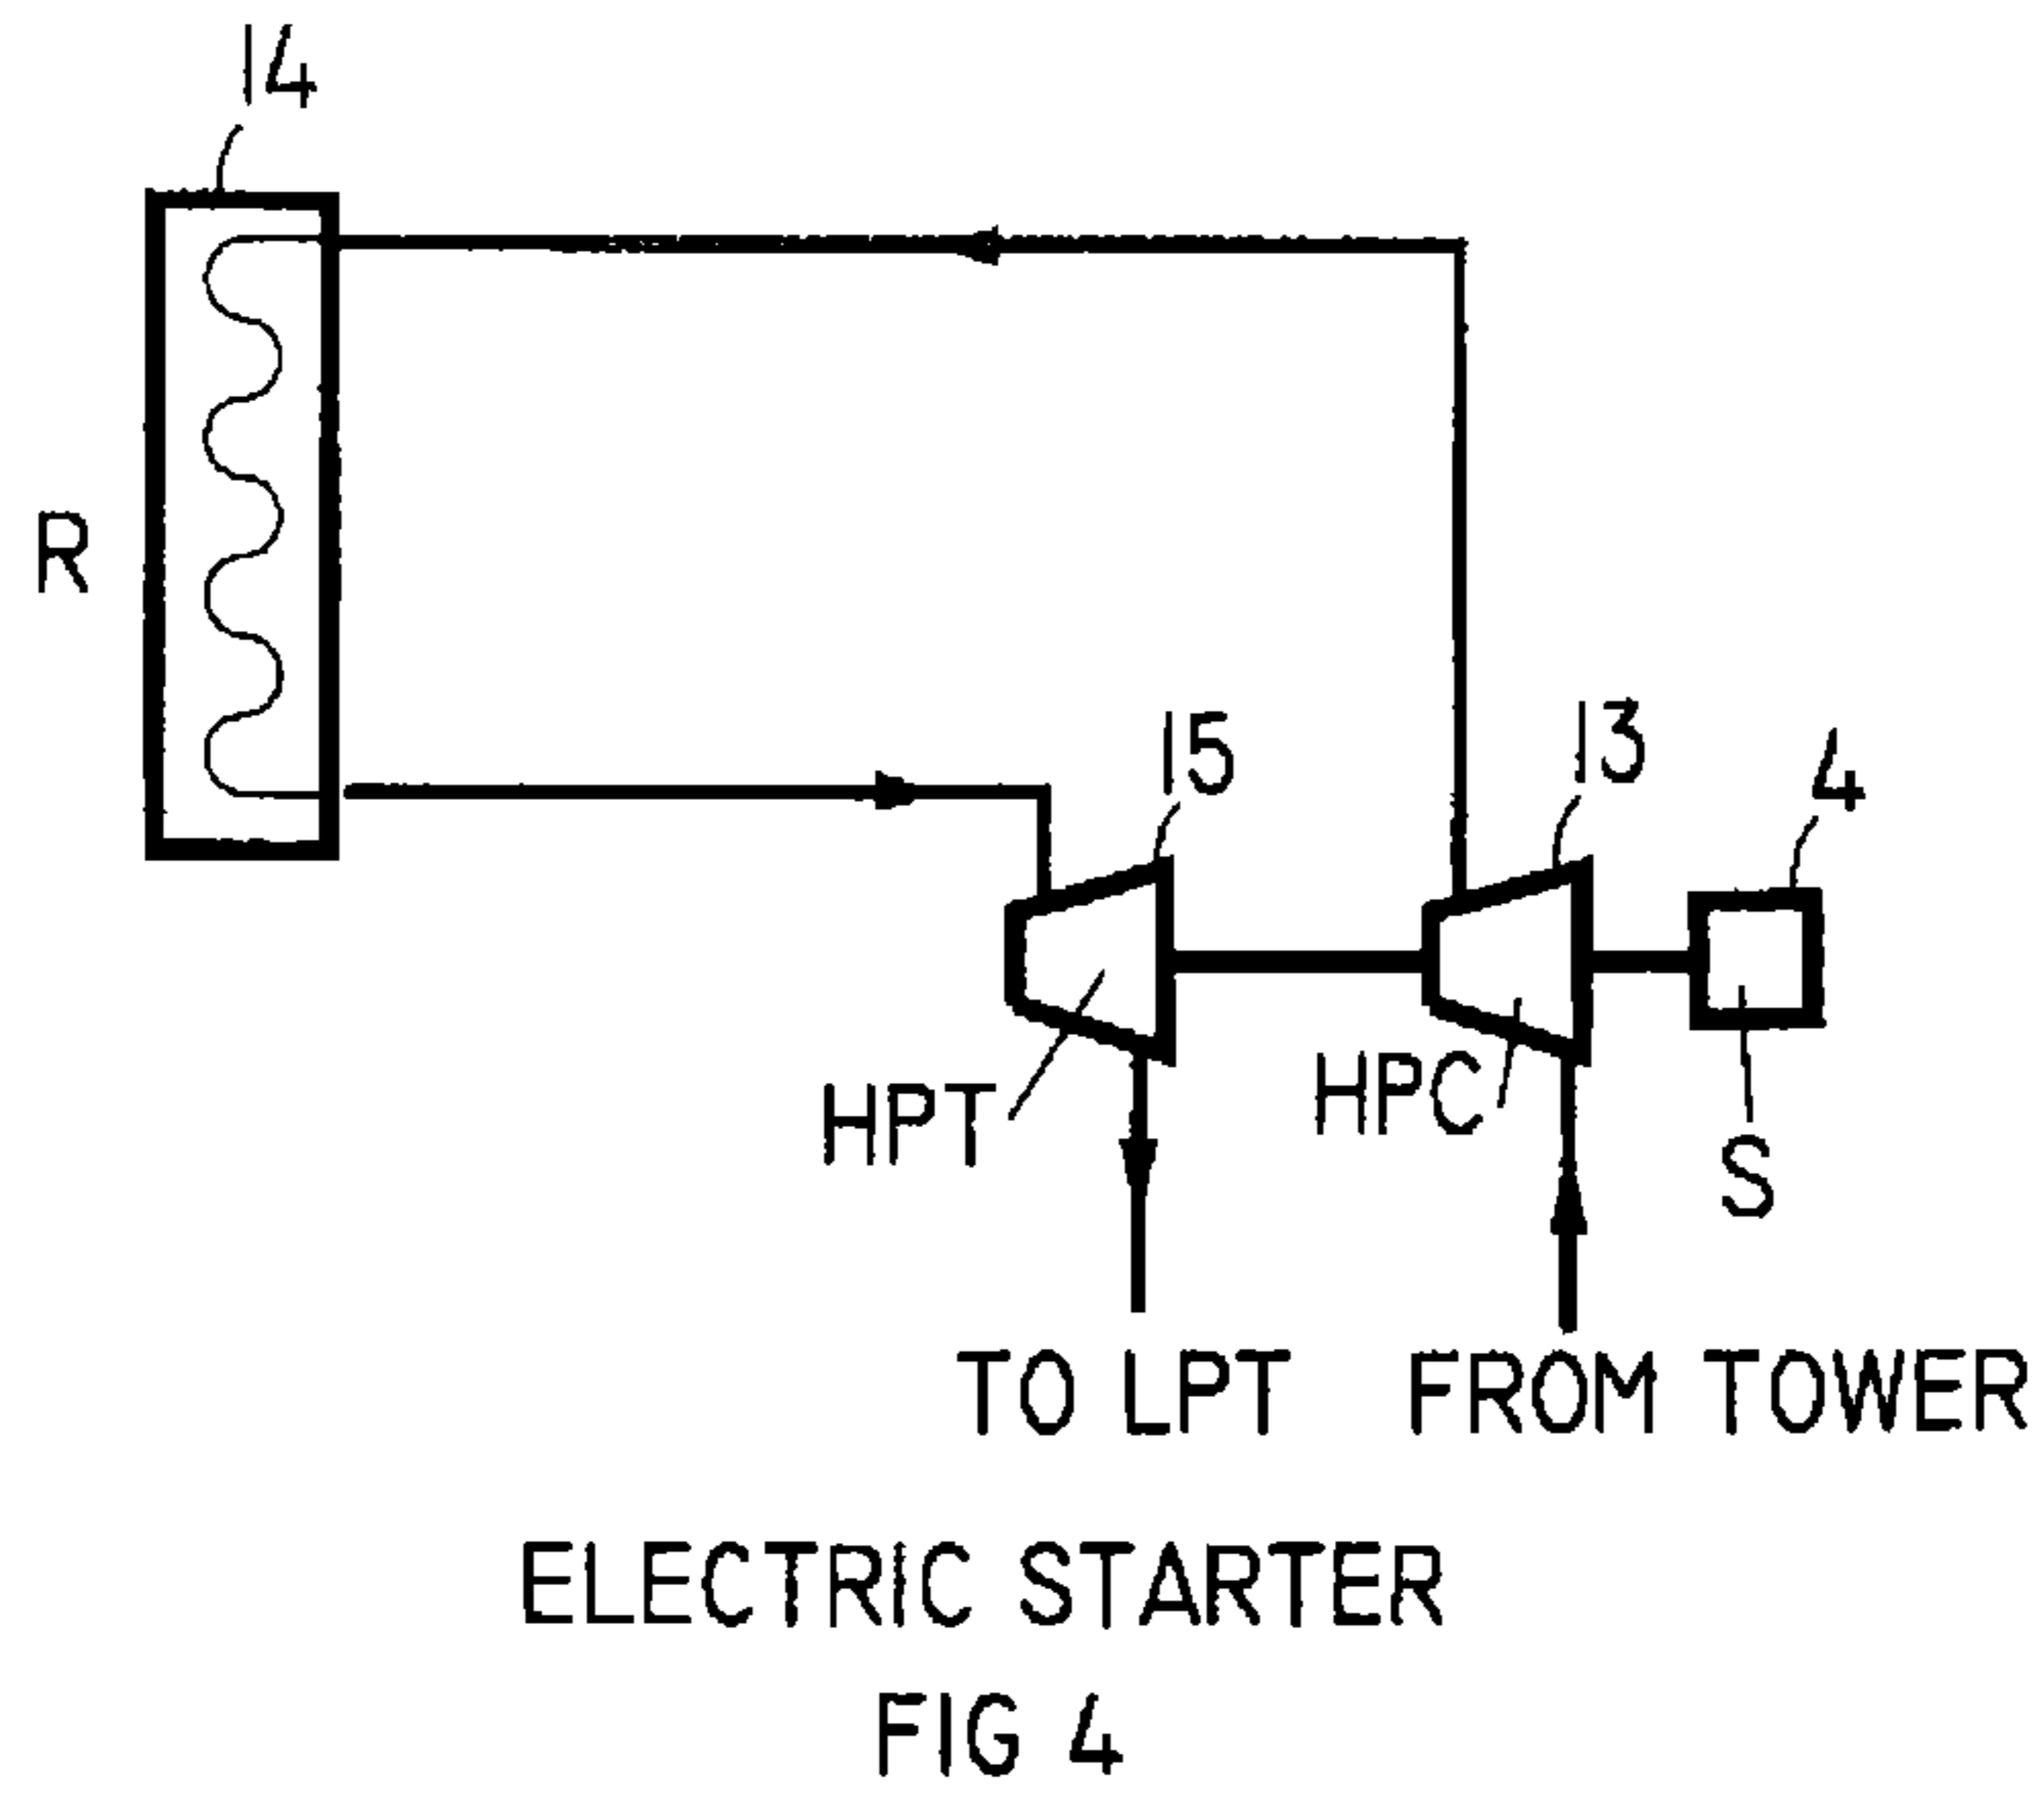 14
R
15
13
4
HPT
HPC
S
TO LPT
FROM TOWER
ELECTRIC STARTER
FIG 4